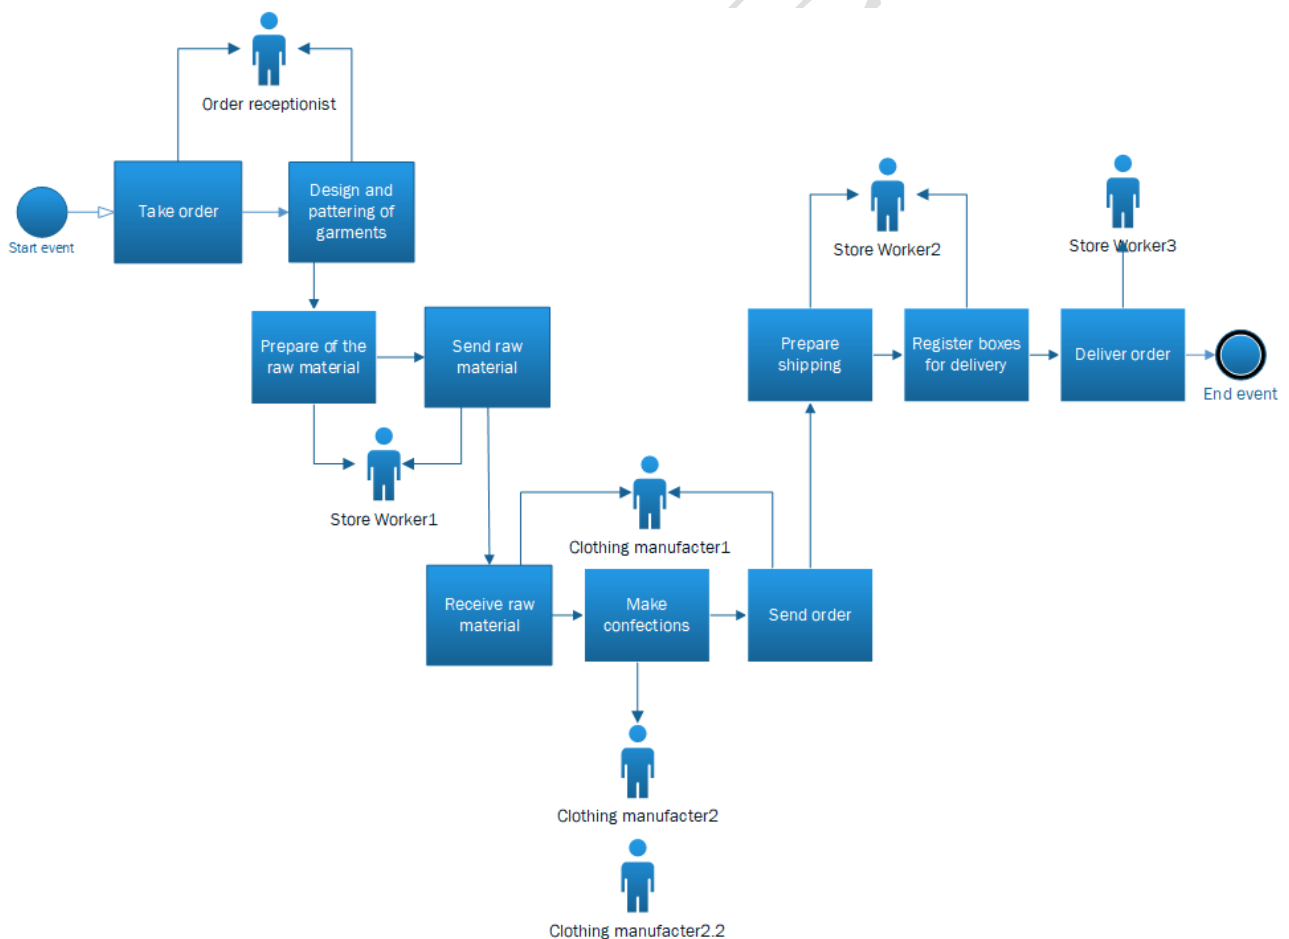 Order receptionist
Take order
Design and
pattering of
garments
Start event
Prepare of the
raw material
Send raw
material
Store Worker1
Receive raw
material
Make
confections
Send order
Clothing manufacter1
Clothing manufacter2
Clothing manufacter2.2
Prepare
shipping
Register boxes
for delivery
Deliver order
Store Worker2
Store Worker3
End event